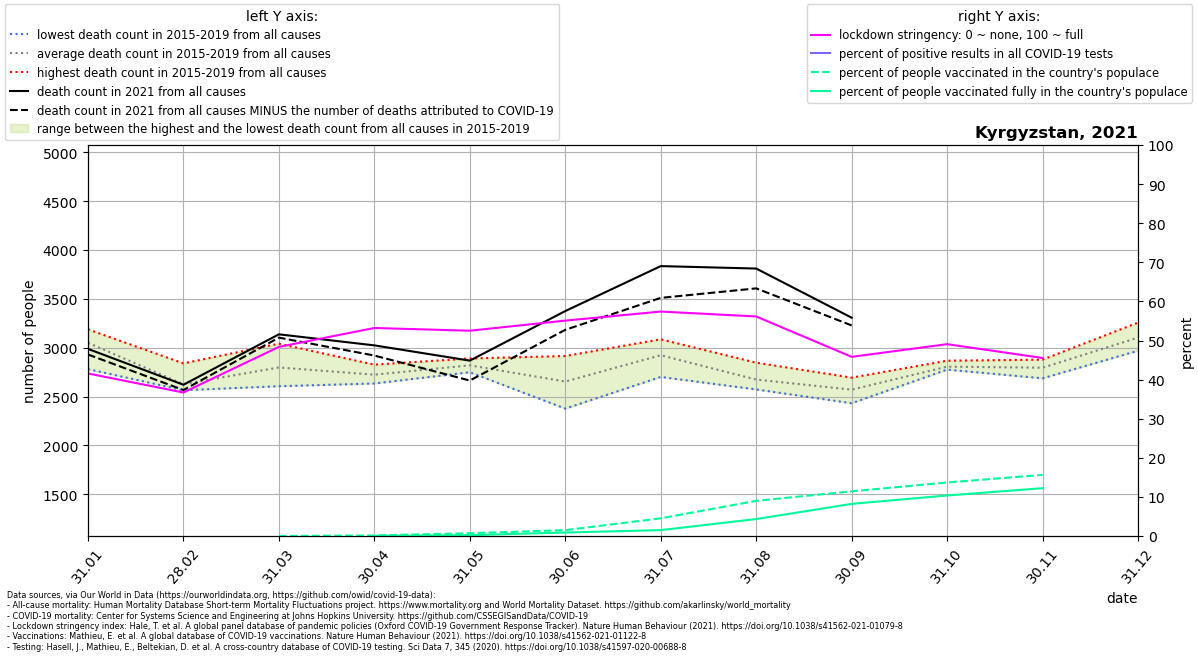 left Y axis:
lowest death count in 2015-2019 from all causes
average death count in 2015-2019 from all causes
highest death count in 2015-2019 from all causes
death count in 2021 from all causes
death count in 2021 from all causes MINUS the number of deaths attributed to COVID-19
range between the highest and the lowest death count from all causes in 2015-2019
right Y axis:
lockdown stringency: 0 ~ none, 100 ~ full
percent of positive results in all COVID-19 tests
percent of people vaccinated in the country's populace
percent of people vaccinated fully in the country's populace
Kyrgyzstan, 2021
number of people
5000
4500
4000
3500
3000
2500
2000
1500
100
90
80
70
60
50
40
30
20
10
0
percent
31.01
28.02
31.03
30.04
31.05
30.06
31.07
31.08
30.09
31.10
30.11
31.12
date
Data sources, via Our World in Data (https://ourworldindata.org, https://github.com/owid/covid-19-data):
- All-cause mortality: Human Mortality Database Short-term Mortality Fluctuations project. https://www.mortality.org and World Mortality Dataset. https://github.com/akarlinsky/world_mortality
- COVID-19 mortality: Center for Systems Science and Engineering at Johns Hopkins University. https://github.com/CSSEGISandData/COVID-19
- Lockdown stringency index: Hale, T. et al. A global panel database of pandemic policies (Oxford COVID-19 Government Response Tracker). Nature Human Behaviour (2021). https://doi.org/10.1038/s41562-021-01079-8
- Vaccinations: Mathieu, E. et al. A global database of COVID-19 vaccinations. Nature Human Behaviour (2021). https://doi.org/10.1038/s41562-021-01122-8
- Testing: Hasell, J., Mathieu, E., Beltekian, D. et al. A cross-country database of COVID-19 testing. Sci Data 7, 345 (2020). https://doi.org/10.1038/s41597-020-00688-8